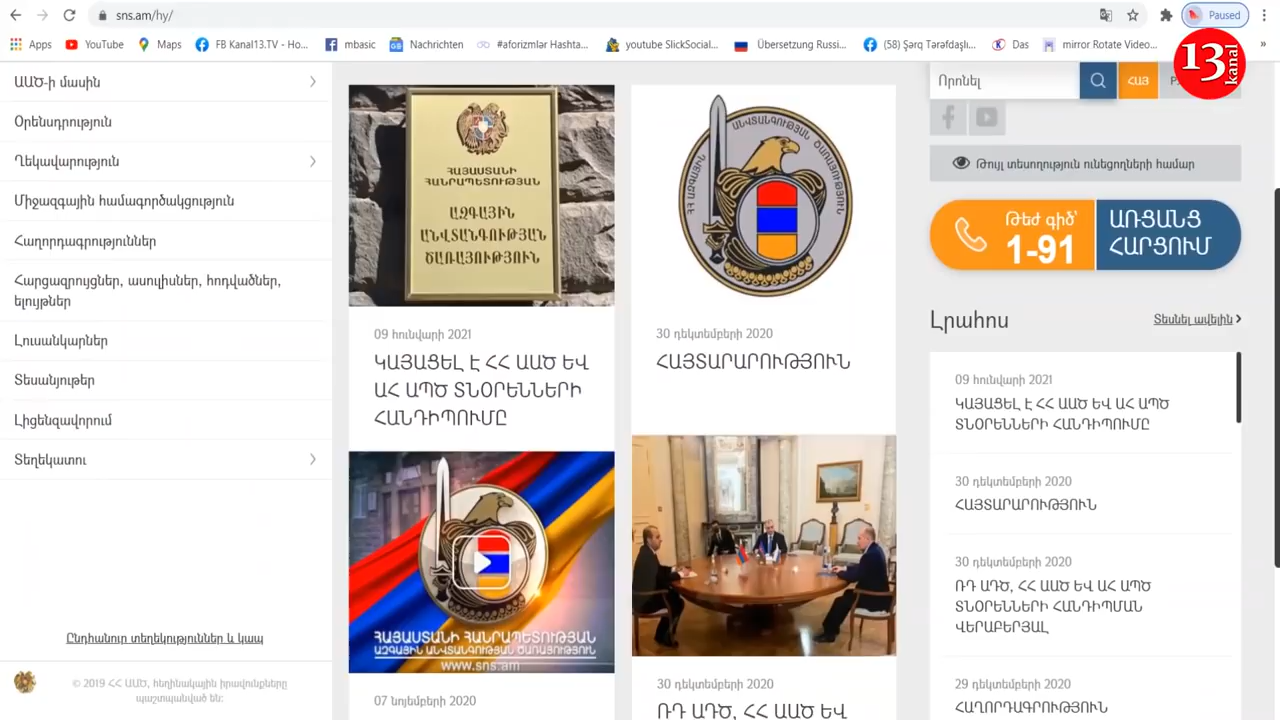 sns.am/hy/
Paused
Apps
YouTube
Maps
FB Kanal13.TV - Ho...
mbasic
Nachrichten
#aforizmlər Hashta...
youtube SlickSocial...
Übersetzung Russi...
(58) Şərq Tərəfdaşlı...
Das
mirror Rotate Video...
»
13
kanal
ԱԱԾ-ի մասին
Օրենսդրություն
Ղեկավարություն
Միջազգային համագործակցություն
Հաղորդագրություններ
Հարցազրույցներ, ասուլիսներ, հոդվածներ,
ելույթներ
Լուսանկարներ
Տեսանյութեր
Լիցենզավորում
Տեղեկատու
Ընդհանուր տեղեկություններ և կապ
© 2019 ՀՀ ԱԱԾ, հեղինակային իրավունքները
պաշտպանված են:
ՀԱՅԱՍՏԱՆԻ
ՀԱՆՐԱՊԵՏՈՒԹՅԱՆ
ԱԶԳԱՅԻՆ
ԱՆՎՏԱՆԳՈՒԹՅԱՆ
ԾԱՌԱՅՈՒԹՅՈՒՆ
09 հունվարի 2021
ԿԱՅԱՑԵԼ Է ՀՀ ԱԱԾ ԵՎ
ԱՀ ԱՊԾ ՏՆՕՐԵՆՆԵՐԻ
ՀԱՆԴԻՊՈՒՄԸ
ՀԱՅԱՍՏԱՆԻ ՀԱՆՐԱՊԵՏՈՒԹՅԱՆ
ԱԶԳԱՅԻՆ ԱՆՎՏԱՆԳՈՒԹՅԱՆ ԾԱՌԱՅՈՒԹՅՈՒՆ
www.sns.am
07 նոյեմբերի 2020
ՀՀ ԱԶԳԱՅԻՆ ԱՆՎՏԱՆԳՈՒԹՅԱՆ ԾԱՌԱՅՈՒԹՅՈՒՆ
30 դեկտեմբերի 2020
ՀԱՅՏԱՐԱՐՈՒԹՅՈՒՆ
30 դեկտեմբերի 2020
ՌԴ ԱԴԾ, ՀՀ ԱԱԾ ԵՎ
Որոնել
ՀԱՅ
Թույլ տեսողություն ունեցողների համար
Թեժ գիծ՝
1-91
ԱՌՑԱՆՑ
ՀԱՐՑՈՒՄ
Լրահոս
Տեսնել ավելին
09 հունվարի 2021
ԿԱՅԱՑԵԼ Է ՀՀ ԱԱԾ ԵՎ ԱՀ ԱՊԾ
ՏՆՕՐԵՆՆԵՐԻ ՀԱՆԴԻՊՈՒՄԸ
30 դեկտեմբերի 2020
ՀԱՅՏԱՐԱՐՈՒԹՅՈՒՆ
30 դեկտեմբերի 2020
ՌԴ ԱԴԾ, ՀՀ ԱԱԾ ԵՎ ԱՀ ԱՊԾ
ՏՆՕՐԵՆՆԵՐԻ ՀԱՆԴԻՊՄԱՆ
ՎԵՐԱԲԵՐՅԱԼ
29 դեկտեմբերի 2020
ՀԱՂՈՐԴԱԳՐՈՒԹՅՈՒՆ